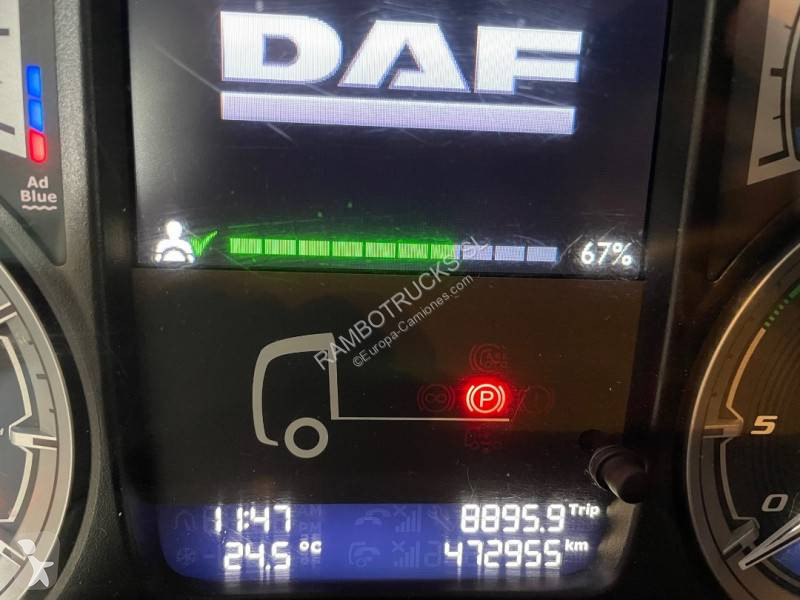 DAF
Ad
Blue
67%
RAMBOTRUCKS SL
©Europa-Camiones.com
P
5
0
11:47
8895.9 Trip
24.5 °C
472955 km